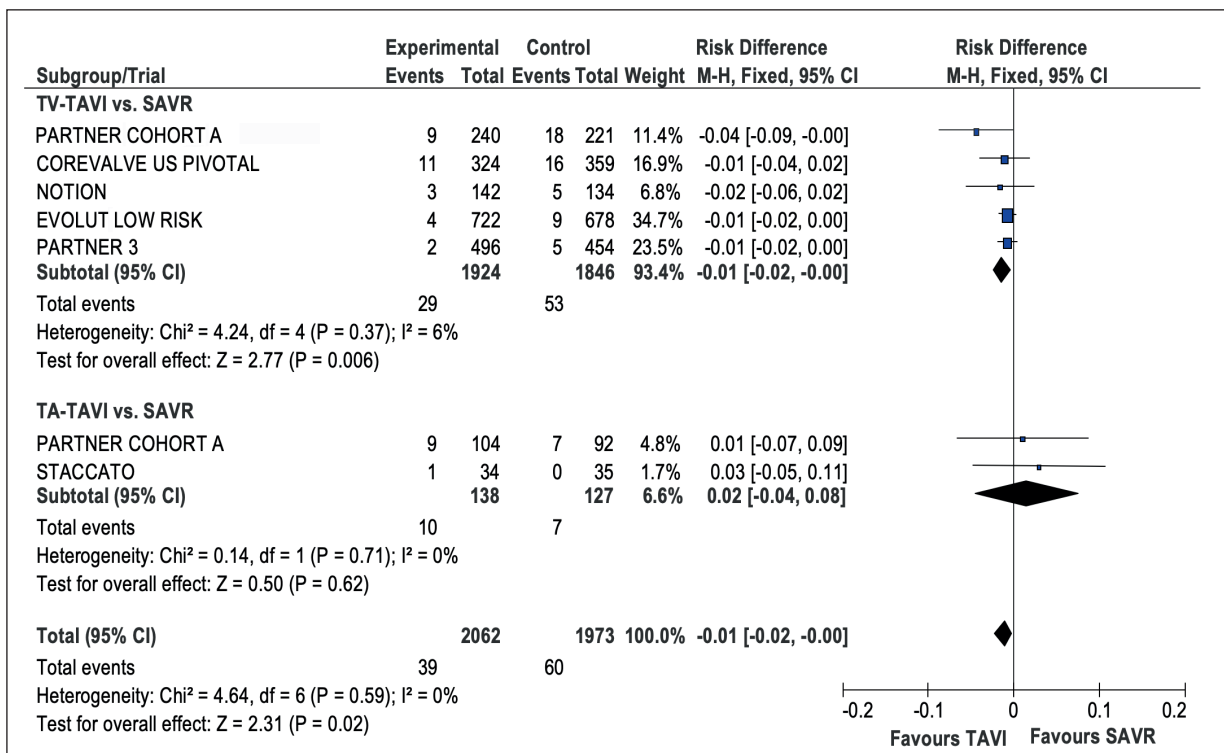 Experimental Control Risk Difference Risk Difference
Subgroup/Trial Events Total Events Total Weight M-H, Fixed, 95% CI M-H, Fixed, 95% CI
TV-TAVI vs. SAVR
PARTNER COHORT A 9 240 18 221 11.4% -0.04 [-0.09, -0.00]
COREVALVE US PIVOTAL 11 324 16 359 16.9% -0.01 [-0.04, 0.02]
NOTION 3 142 5 134 6.8% -0.02 [-0.06, 0.02]
EVOLUT LOW RISK 4 722 9 678 34.7% -0.01 [-0.02, 0.00]
PARTNER 3 2 496 5 454 23.5% -0.01 [-0.02, 0.00]
Subtotal (95% CI) 1924 1846 93.4% -0.01 [-0.02, -0.00]
Total events 29 53
Heterogeneity: Chi² = 4.24, df = 4 (P = 0.37); I² = 6%
Test for overall effect: Z = 2.77 (P = 0.006)
TA-TAVI vs. SAVR
PARTNER COHORT A 9 104 7 92 4.8% 0.01 [-0.07, 0.09]
STACCATO 1 34 0 35 1.7% 0.03 [-0.05, 0.11]
Subtotal (95% CI) 138 127 6.6% 0.02 [-0.04, 0.08]
Total events 10 7
Heterogeneity: Chi² = 0.14, df = 1 (P = 0.71); I² = 0%
Test for overall effect: Z = 0.50 (P = 0.62)
Total (95% CI) 2062 1973 100.0% -0.01 [-0.02, -0.00]
Total events 39 60
Heterogeneity: Chi² = 4.64, df = 6 (P = 0.59); I² = 0%
Test for overall effect: Z = 2.31 (P = 0.02)
-0.2 -0.1 0 0.1 0.2
Favours TAVI Favours SAVR